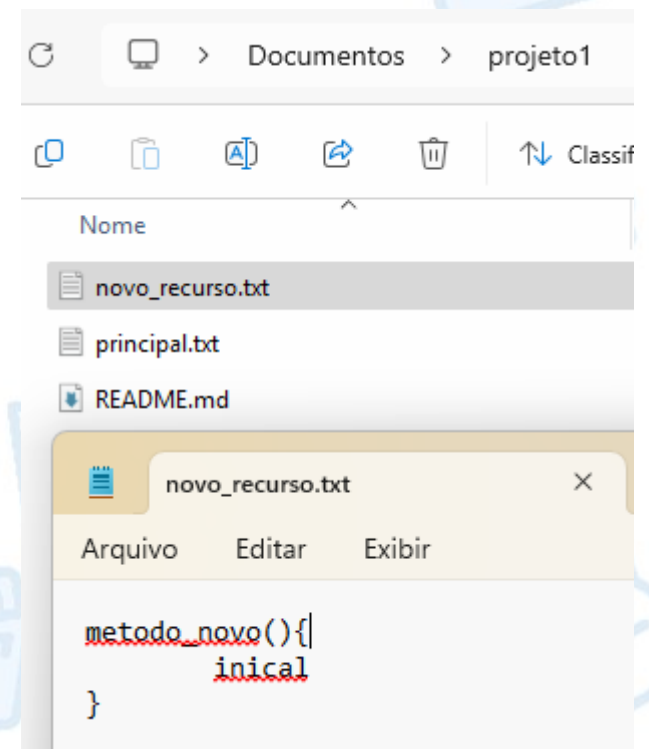 Documentos > projeto1
Classif
Nome
novo_recurso.txt
principal.txt
README.md
novo_recurso.txt
Arquivo Editar Exibir
metodo_novo(){
inical
}